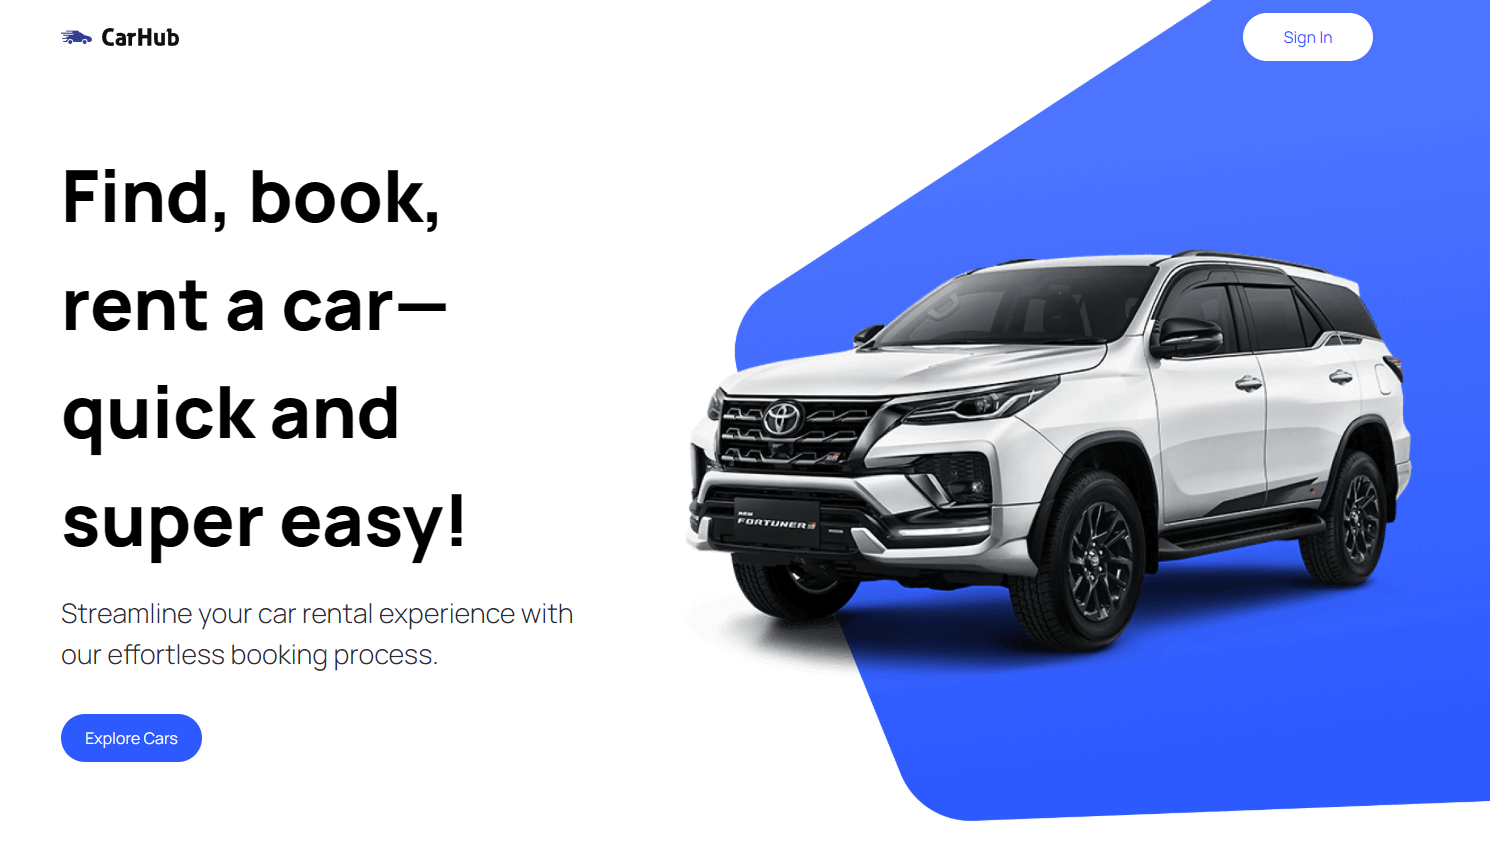 CarHub
Sign In
Find, book,
rent a car—
quick and
super easy!
Streamline your car rental experience with
our effortless booking process.
Explore Cars
NEW
FORTUNER